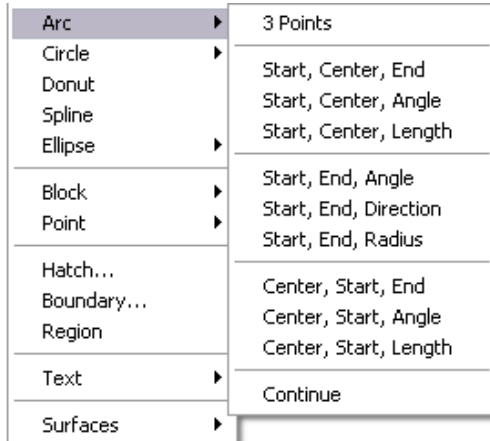 Arc
Circle
Donut
Spline
Ellipse
Block
Point
Hatch...
Boundary...
Region
Text
Surfaces
3 Points
Start, Center, End
Start, Center, Angle
Start, Center, Length
Start, End, Angle
Start, End, Direction
Start, End, Radius
Center, Start, End
Center, Start, Angle
Center, Start, Length
Continue